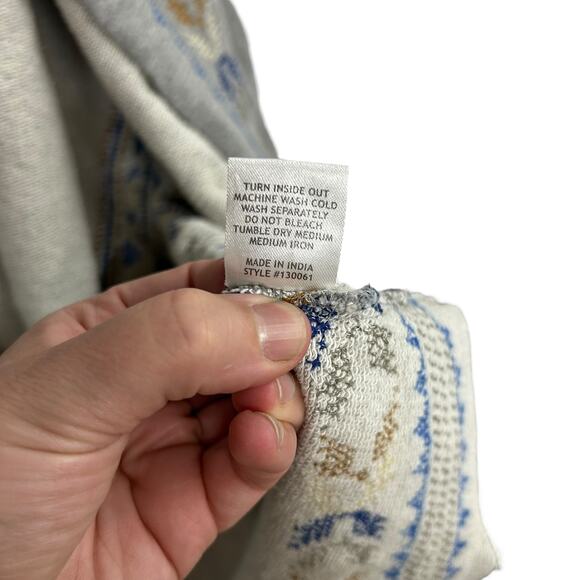 TURN INSIDE OUT
MACHINE WASH COLD
WASH SEPARATELY
DO NOT BLEACH
TUMBLE DRY MEDIUM
MEDIUM IRON
MADE IN INDIA
STYLE #130061